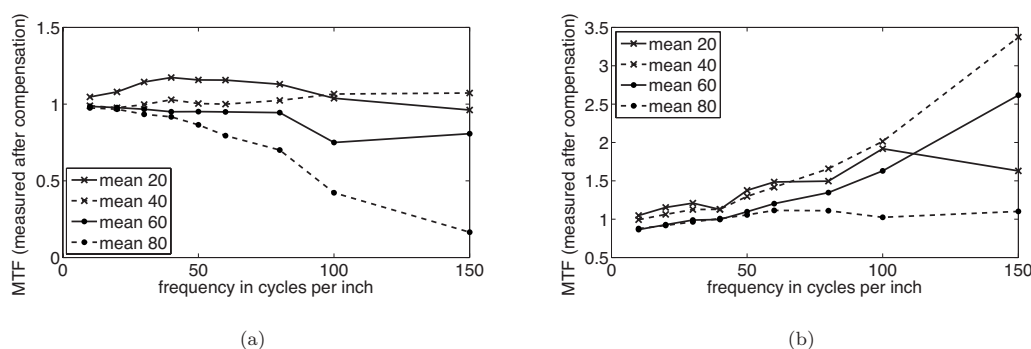 MTF (measured after compensation)
1.5
1
0.5
0
mean 20
mean 40
mean 60
mean 80
0
50
100
150
frequency in cycles per inch
(a)
MTF (measured after compensation)
3.5
3
2.5
2
1.5
1
0.5
mean 20
mean 40
mean 60
mean 80
0
50
100
150
frequency in cycles per inch
(b)